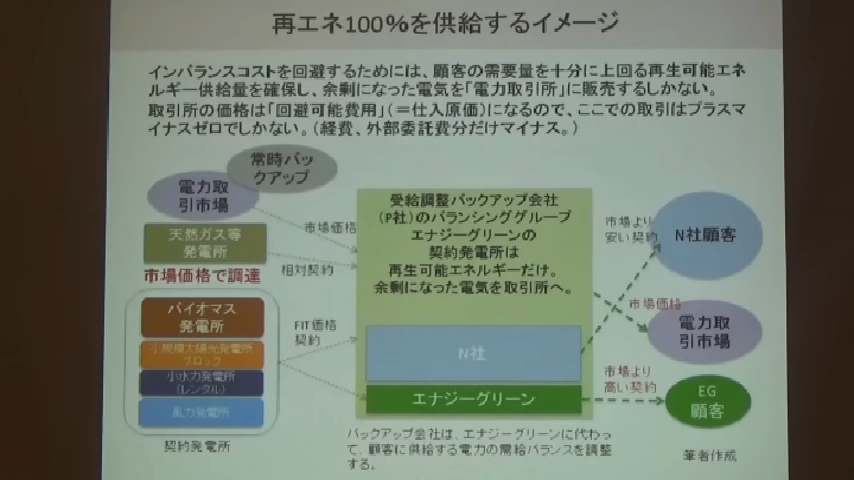 再エネ100%を供給するイメージ
インバランスコストを回避するためには、顧客の需要量を十分に上回る再生可能エネ
ルギー供給量を確保し、余剰になった電気を「電力取引所」に販売するしかない。
取引所の価格は「回避可能費用」(=仕入原価)になるので、ここでの取引はプラスマ
イナスゼロでしかない。(経費、外部委託費分だけマイナス。)
常時バッ
クアップ
電力取
引市場
天然ガス等
発電所
市場価格で調達
市場価格
相対契約
バイオマス
発電所
小規模太陽光発電所
ブロック
小水力発電所
(レンタル)
風力発電所
契約発電所
FIT価格
契約
受給調整バックアップ会社
(P社)のバランシンググループ
エナジーグリーンの
契約発電所は
再生可能エネルギーだけ。
余剰になった電気を取引所へ。
N社
エナジーグリーン
バックアップ会社は、エナジーグリーンに代わっ
て、顧客に供給する電力の需給バランスを調整
する。
市場より
安い契約
N社顧客
市場価格
電力取
引市場
市場より
高い契約
EG
顧客
筆者作成